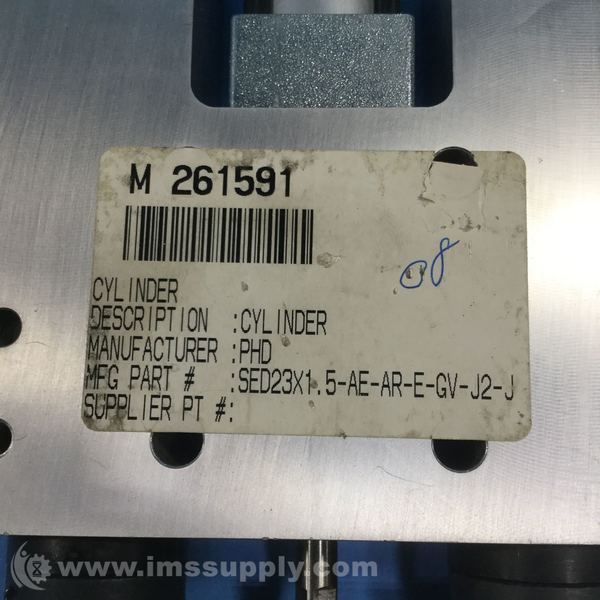 M 261591
08
CYLINDER
DESCRIPTION :CYLINDER
MANUFACTURER :PHD
MFG PART # :SED23X1.5-AE-AR-E-GV-J2-J
SUPPLIER PT #:
www.imssupply.com